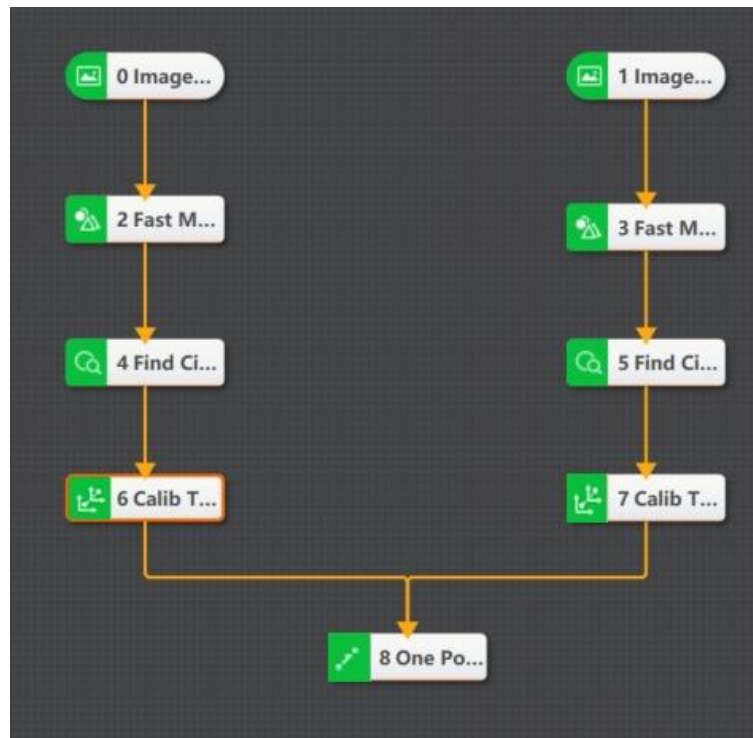 0 Image...
1 Image...
2 Fast M...
3 Fast M...
4 Find Ci...
5 Find Ci...
6 Calib T...
7 Calib T...
8 One Po...